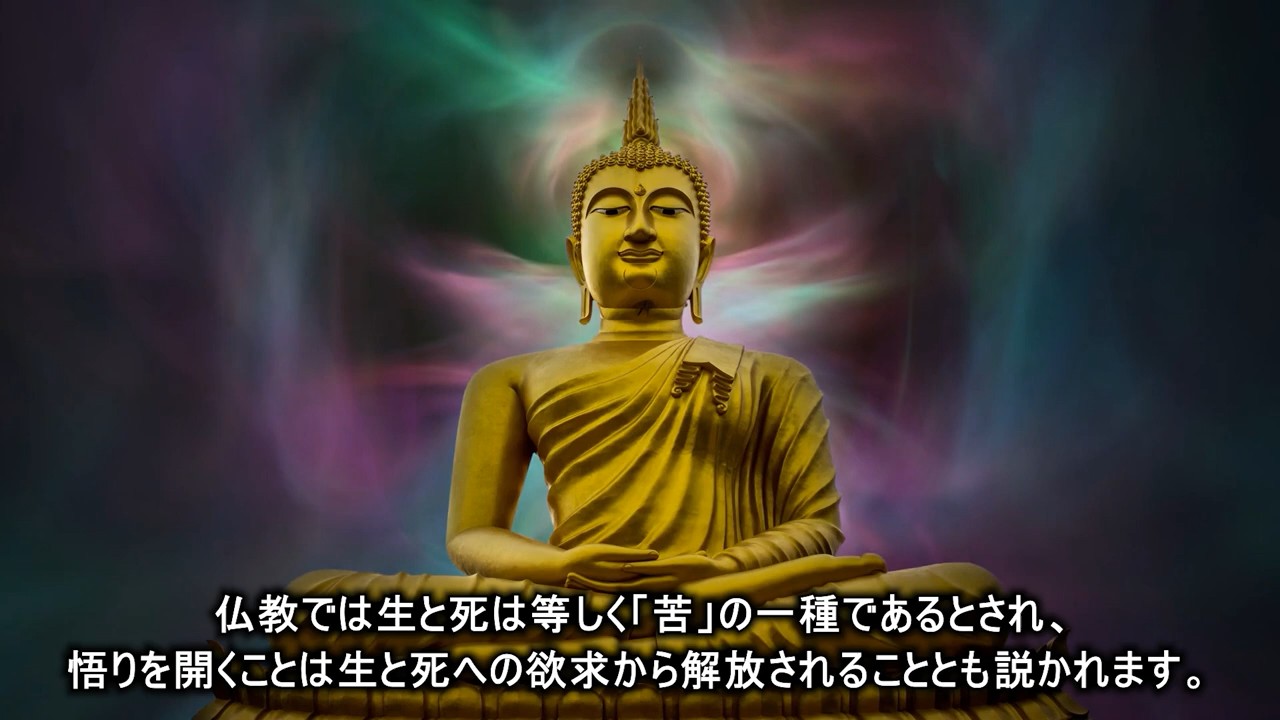 仏教では生と死は等しく「苦」の一種であるとされ、
悟りを開くことは生と死への欲求から解放されることとも説かれます。